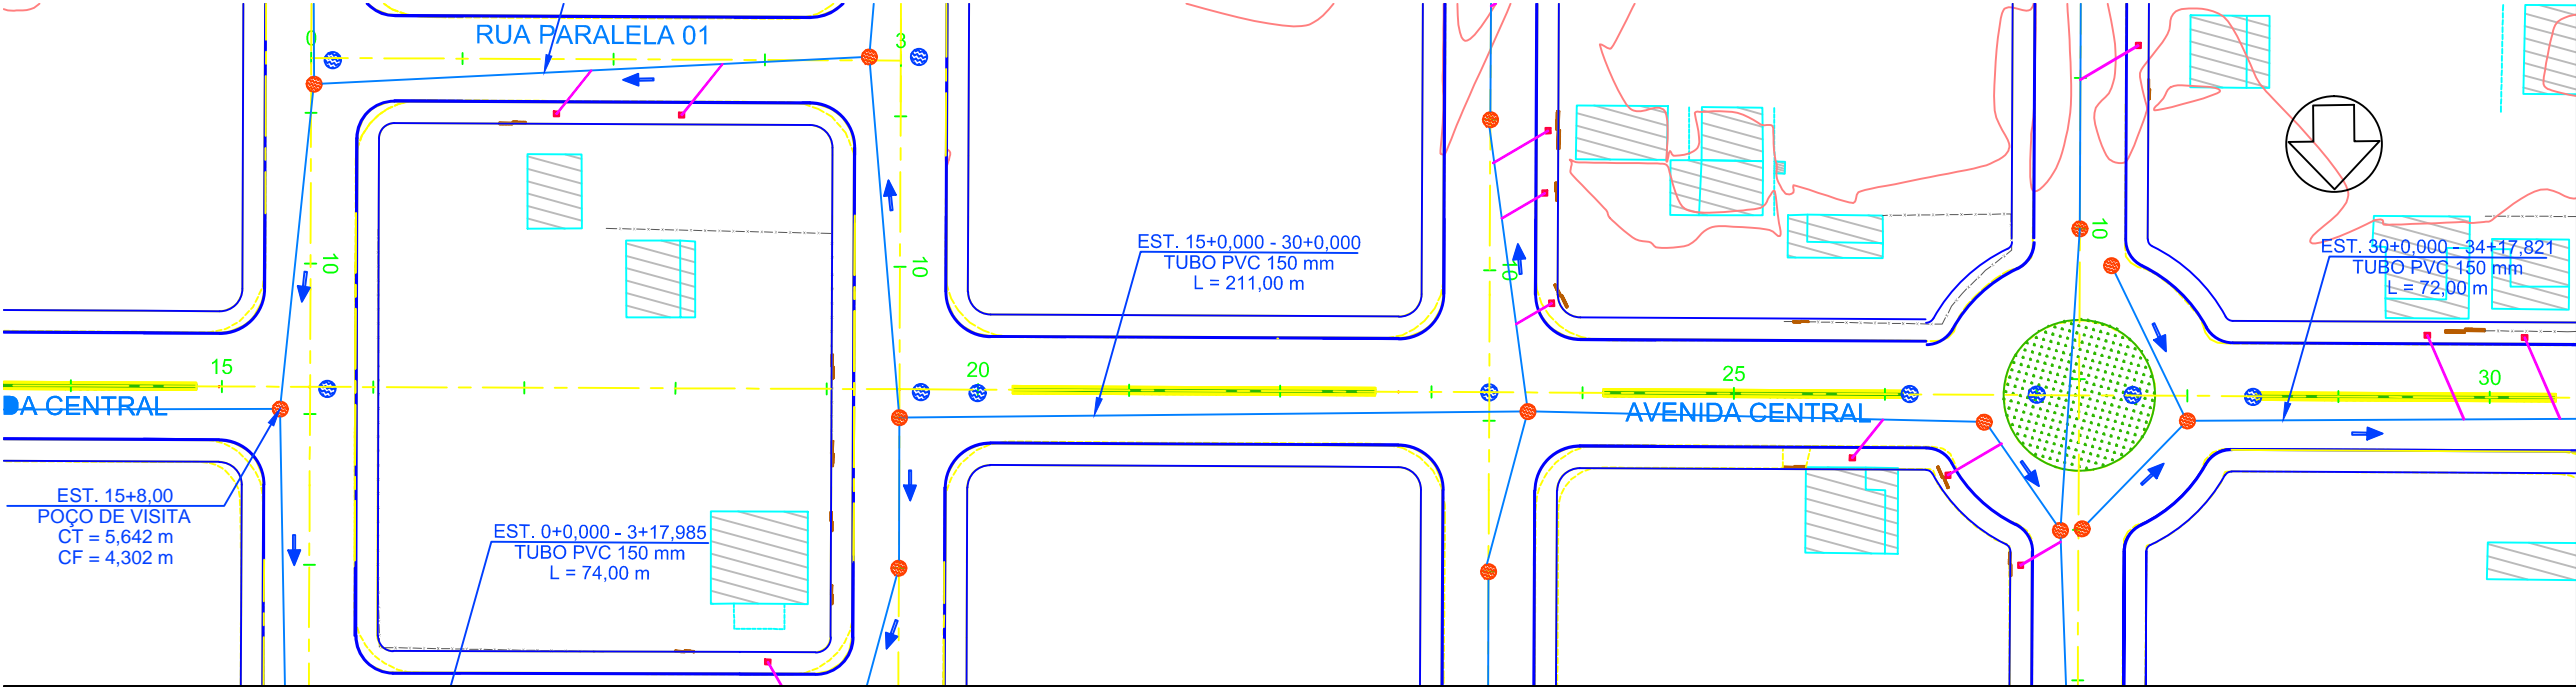 RUA PARALELA 01
0
3
10
10
10
10
EST. 15+0,000 - 30+0,000
TUBO PVC 150 mm
L = 211,00 m
EST. 30+0,000 - 34+17,821
TUBO PVC 150 mm
L = 72,00 m
15
20
25
30
DA CENTRAL
AVENIDA CENTRAL
EST. 15+8,00
POÇO DE VISITA
CT = 5,642 m
CF = 4,302 m
EST. 0+0,000 - 3+17,985
TUBO PVC 150 mm
L = 74,00 m